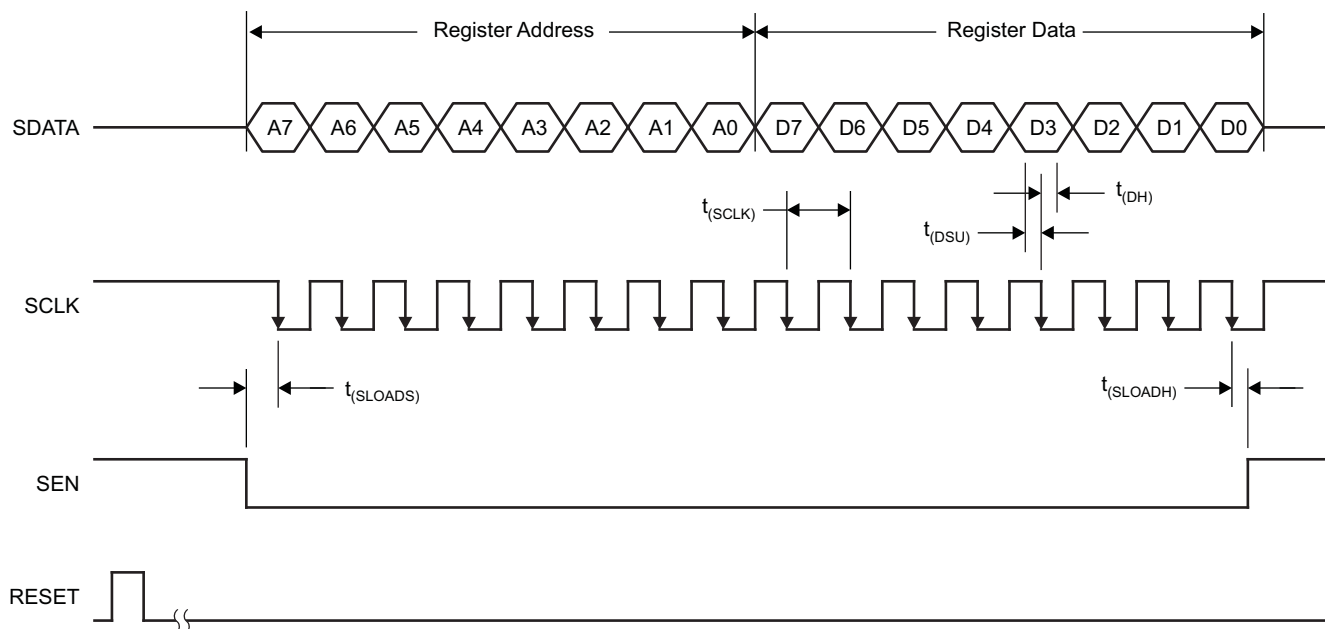 Register Address Register Data
SDATA A7 A6 A5 A4 A3 A2 A1 A0 D7 D6 D5 D4 D3 D2 D1 D0
t(SCLK) t(DH)
t(DSU)
SCLK
t(SLOADS) t(SLOADH)
SEN
RESET